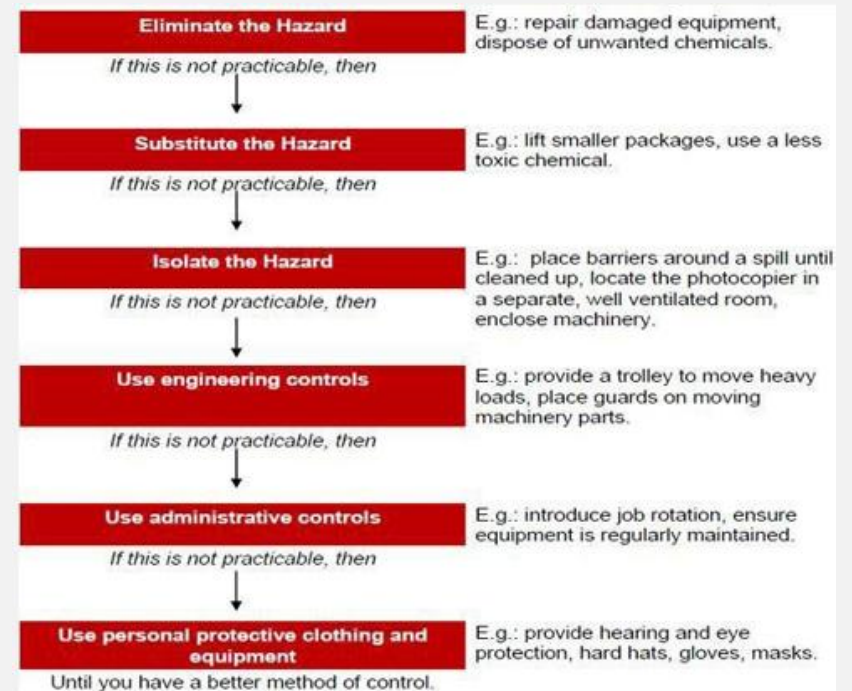 Eliminate the Hazard
E.g.: repair damaged equipment,
dispose of unwanted chemicals.
If this is not practicable, then
Substitute the Hazard
E.g.: lift smaller packages, use a less
toxic chemical.
If this is not practicable, then
Isolate the Hazard
E.g.: place barriers around a spill until
cleaned up, locate the photocopier in
a separate, well ventilated room,
enclose machinery.
If this is not practicable, then
Use engineering controls
E.g.: provide a trolley to move heavy
loads, place guards on moving
machinery parts.
If this is not practicable, then
Use administrative controls
E.g.: introduce job rotation, ensure
equipment is regularly maintained.
If this is not practicable, then
Use personal protective clothing and
equipment
E.g.: provide hearing and eye
protection, hard hats, gloves, masks.
Until you have a better method of control.